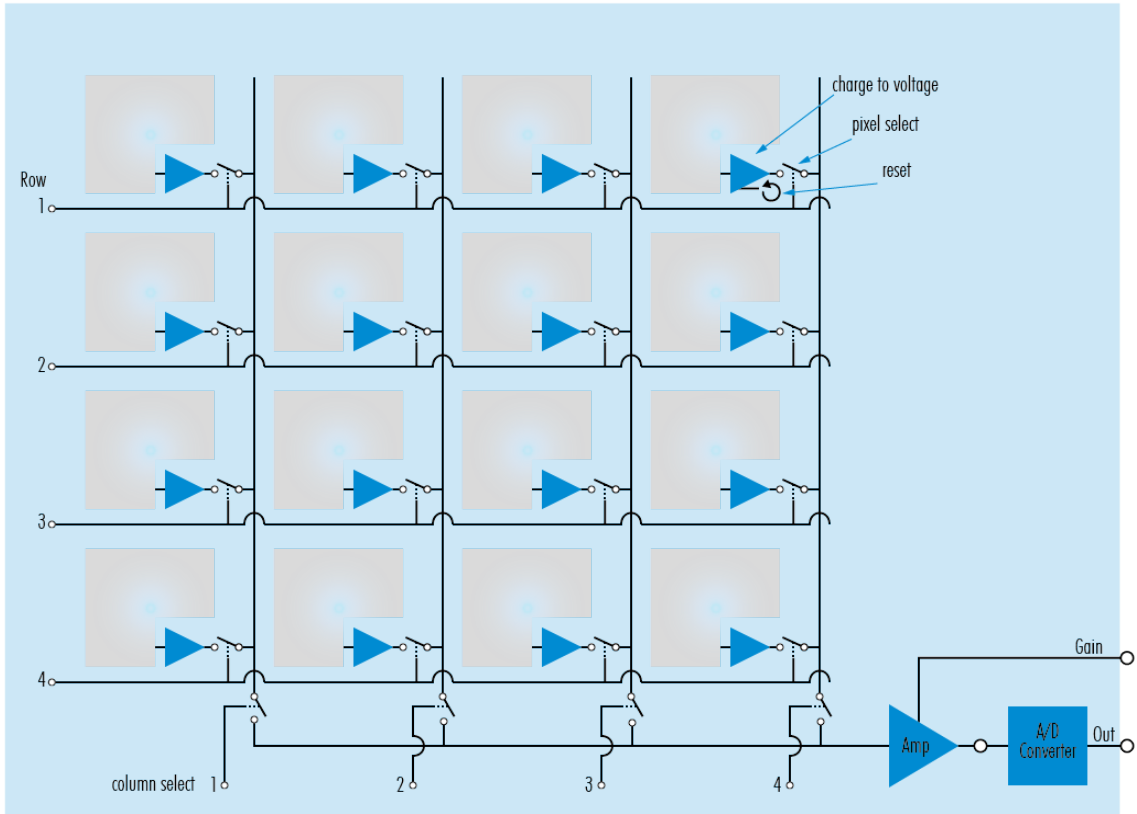 charge to voltage
pixel select
reset
Row
1
2
3
4
Gain
Amp
A/D
Converter
Out
column select 1 2 3 4